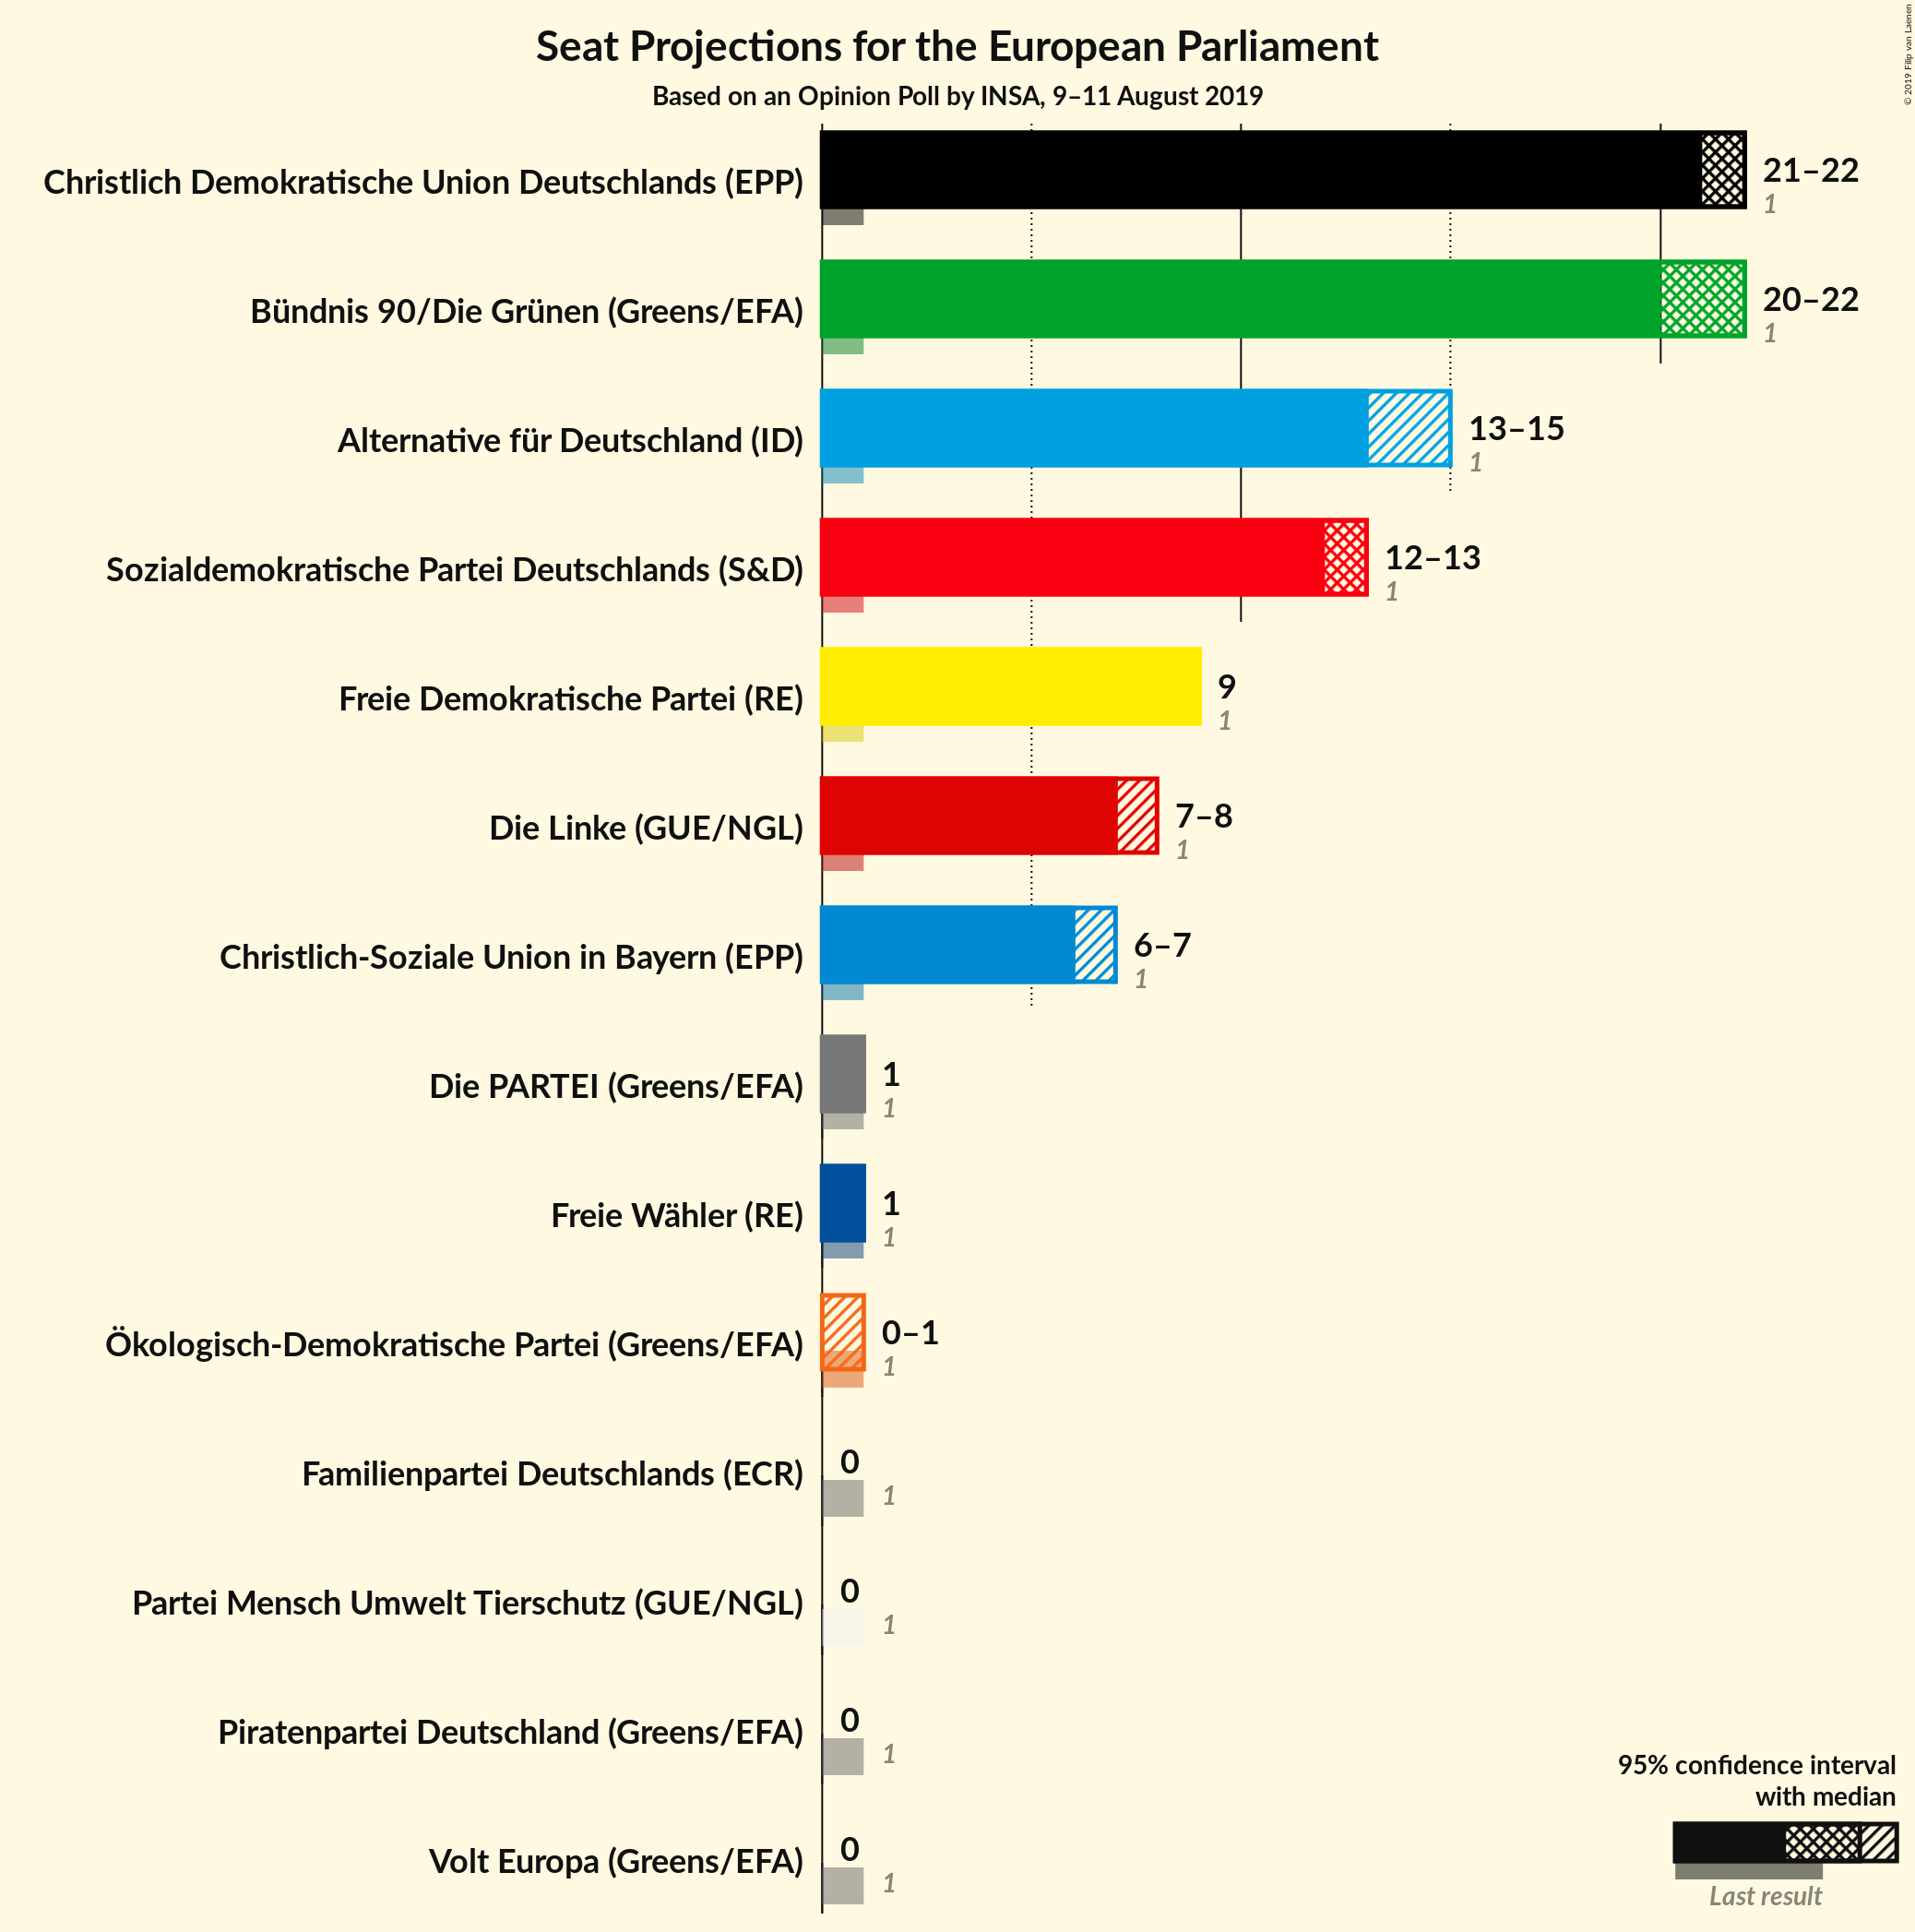 Seat Projections for the European Parliament
Based on an Opinion Poll by INSA, 9–11 August 2019
© 2019 Filip van Laenen
Christlich Demokratische Union Deutschlands (EPP)
21–22
1
Bündnis 90/Die Grünen (Greens/EFA)
20–22
1
Alternative für Deutschland (ID)
13–15
1
Sozialdemokratische Partei Deutschlands (S&D)
12–13
1
Freie Demokratische Partei (RE)
9
1
Die Linke (GUE/NGL)
7–8
1
Christlich-Soziale Union in Bayern (EPP)
6–7
1
Die PARTEI (Greens/EFA)
1
1
Freie Wähler (RE)
1
1
Ökologisch-Demokratische Partei (Greens/EFA)
0–1
1
Familienpartei Deutschlands (ECR)
0
1
Partei Mensch Umwelt Tierschutz (GUE/NGL)
0
1
Piratenpartei Deutschland (Greens/EFA)
0
1
Volt Europa (Greens/EFA)
0
1
95% confidence interval
with median
Last result